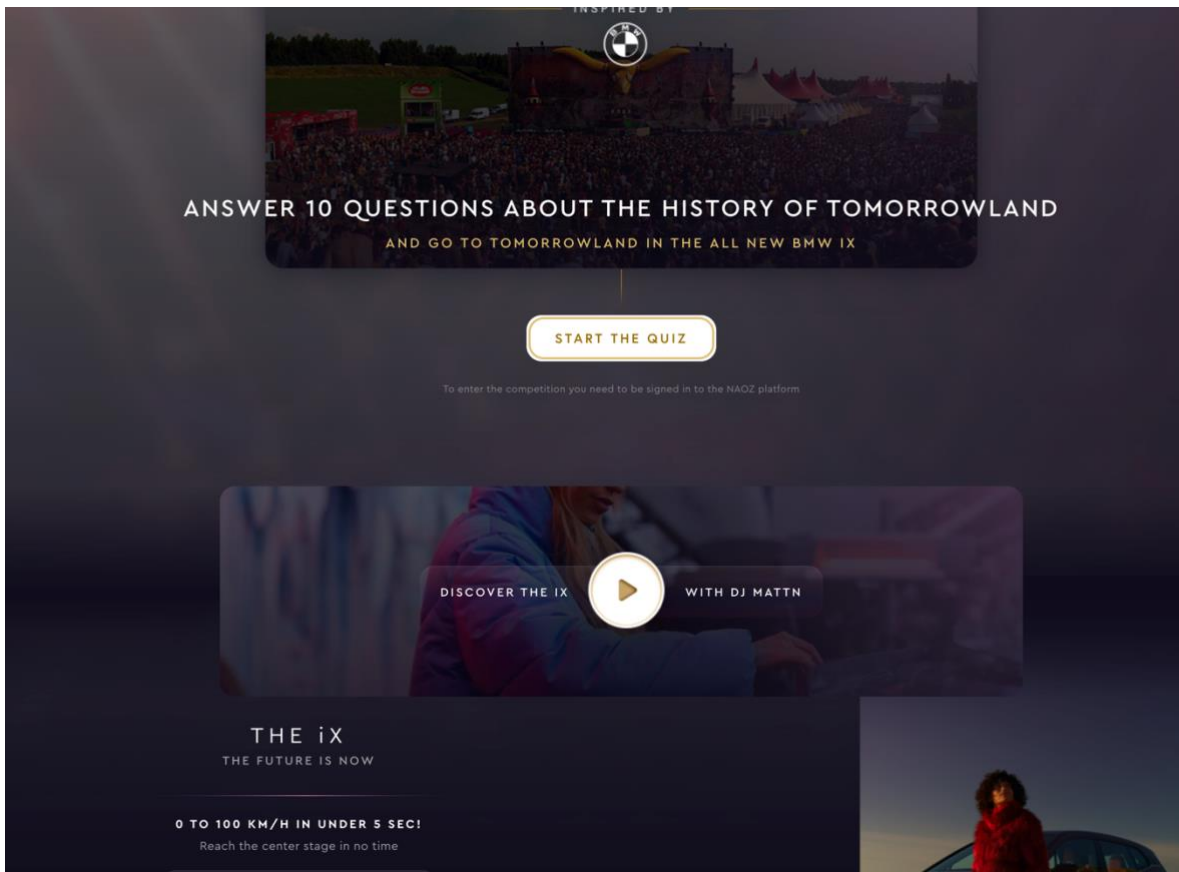 INSPIRED BY
BMW
ANSWER 10 QUESTIONS ABOUT THE HISTORY OF TOMORROWLAND
AND GO TO TOMORROWLAND IN THE ALL NEW BMW IX
START THE QUIZ
To enter the competition you need to be signed in to the NAOZ platform
DISCOVER THE IX
WITH DJ MATTN
THE iX
THE FUTURE IS NOW
0 TO 100 KM/H IN UNDER 5 SEC!
Reach the center stage in no time